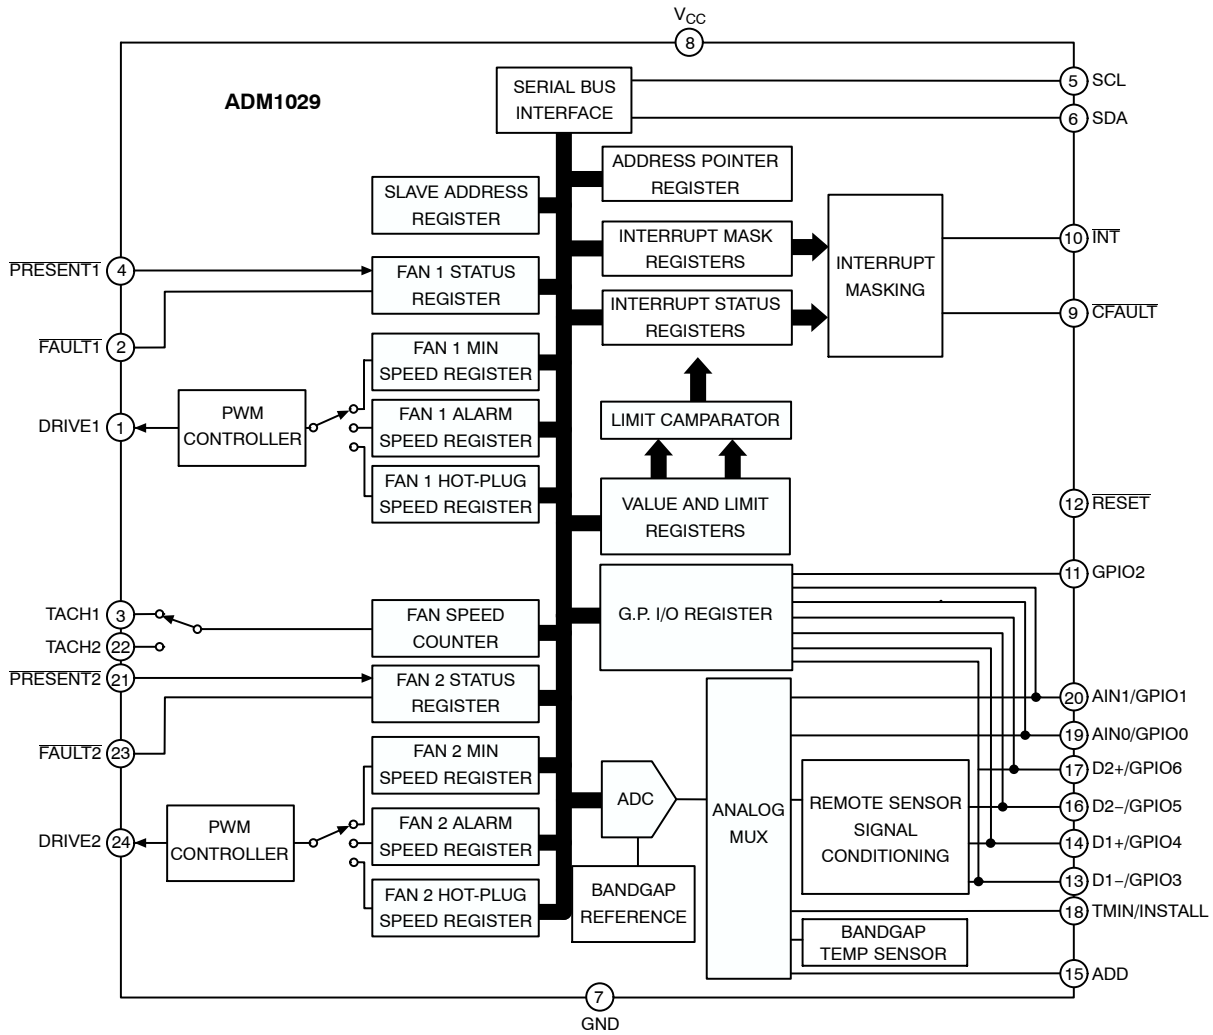 VCC
8
ADM1029
SERIAL BUS
INTERFACE
5 SCL
6 SDA
ADDRESS POINTER
REGISTER
SLAVE ADDRESS
REGISTER
INTERRUPT MASK
REGISTERS
INTERRUPT
MASKING
10 INT
PRESENT1 4
FAN 1 STATUS
REGISTER
INTERRUPT STATUS
REGISTERS
9 CFAULT
FAULT1 2
FAN 1 MIN
SPEED REGISTER
DRIVE1 1
PWM
CONTROLLER
FAN 1 ALARM
SPEED REGISTER
LIMIT CAMPARATOR
FAN 1 HOT-PLUG
SPEED REGISTER
VALUE AND LIMIT
REGISTERS
12 RESET
11 GPIO2
TACH1 3
TACH2 22
FAN SPEED
COUNTER
G.P. I/O REGISTER
PRESENT2 21
FAN 2 STATUS
REGISTER
20 AIN1/GPIO1
19 AIN0/GPIO0
FAULT2 23
FAN 2 MIN
SPEED REGISTER
17 D2+/GPIO6
ADC
ANALOG
MUX
REMOTE SENSOR
SIGNAL
CONDITIONING
16 D2−/GPIO5
DRIVE2 24
PWM
CONTROLLER
FAN 2 ALARM
SPEED REGISTER
14 D1+/GPIO4
13 D1−/GPIO3
FAN 2 HOT-PLUG
SPEED REGISTER
BANDGAP
REFERENCE
18 TMIN/INSTALL
BANDGAP
TEMP SENSOR
15 ADD
7
GND